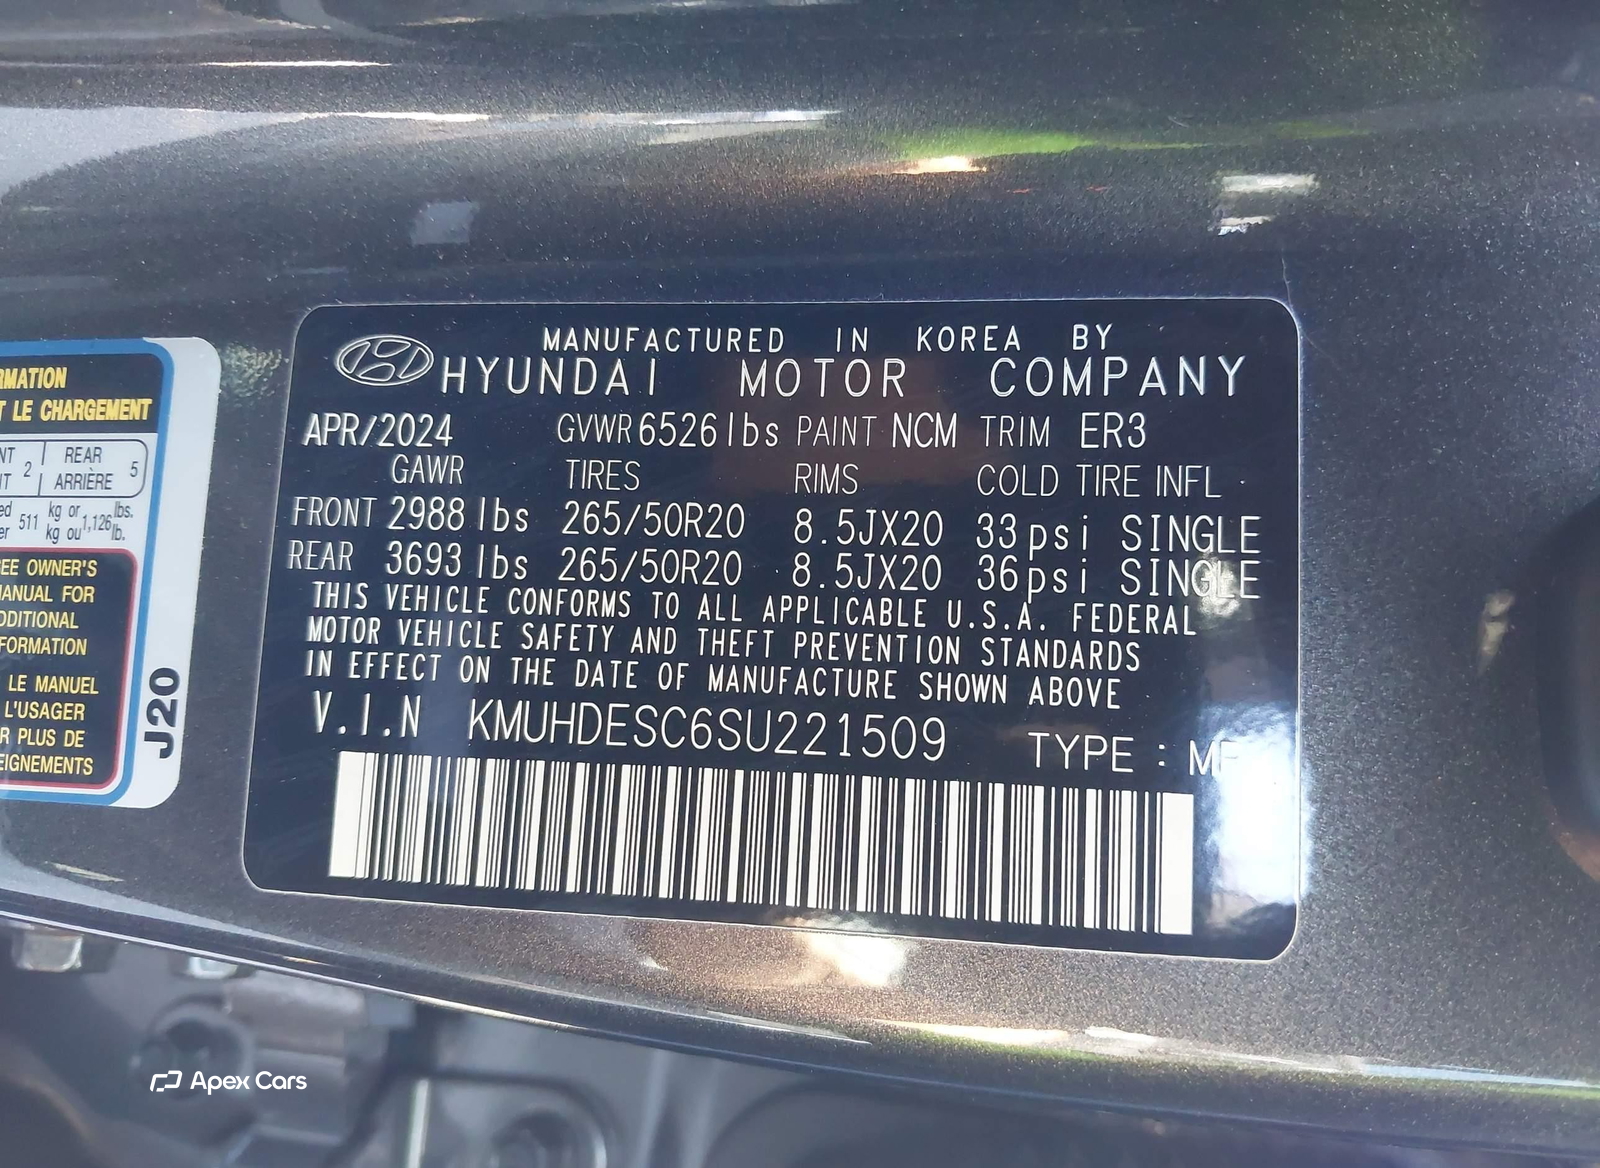 RMATION
T LE CHARGEMENT
NT 2 REAR 5
ARRIÈRE
511 kg or 1,126 lbs.
kg ou lb.
EE OWNER'S
MANUAL FOR
DDITIONAL
FORMATION
LE MANUEL
L'USAGER
R PLUS DE
EIGNEMENTS
J20
MANUFACTURED IN KOREA BY
HYUNDAI MOTOR COMPANY
APR/2024 GVWR 6526 lbs PAINT NCM TRIM ER3
GAWR TIRES RIMS COLD TIRE INFL.
FRONT 2988 lbs 265/50R20 8.5JX20 33psi SINGLE
REAR 3693 lbs 265/50R20 8.5JX20 36psi SINGLE
THIS VEHICLE CONFORMS TO ALL APPLICABLE U.S.A. FEDERAL
MOTOR VEHICLE SAFETY AND THEFT PREVENTION STANDARDS
IN EFFECT ON THE DATE OF MANUFACTURE SHOWN ABOVE
V.I.N KMUHDESC6SU221509 TYPE :
Apex Cars